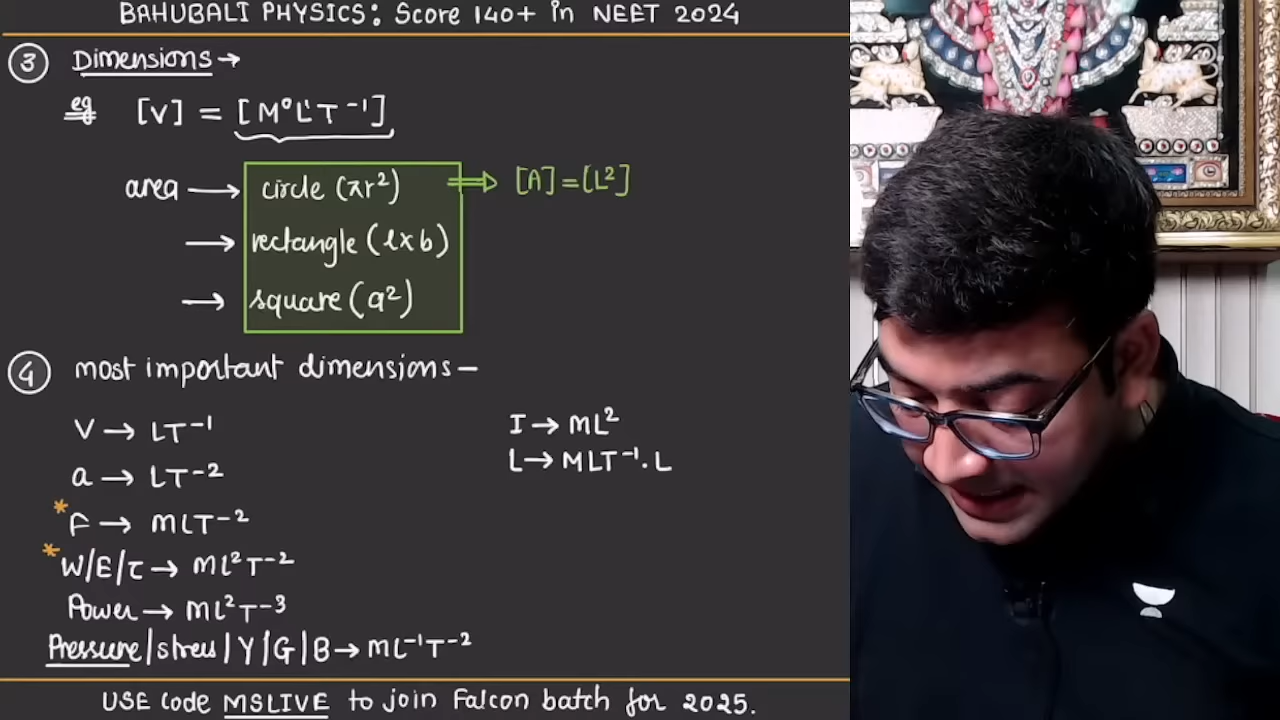 BAHUBALI PHYSICS: Score 140+ in NEET 2024
③ Dimensions →
eg [V] = [M⁰L¹T⁻¹]
area → circle (πr²) ⇒ [A]=[L²]
→ rectangle (l×b)
→ square (a²)
④ most important dimensions –
V → LT⁻¹
a → LT⁻²
* F → MLT⁻²
* W/E/τ → ML²T⁻²
Power → ML²T⁻³
Pressure/stress/Y/G/B → ML⁻¹T⁻²
I → ML²
L → MLT⁻¹.L
USE Code MSLIVE to join Falcon batch for 2025.